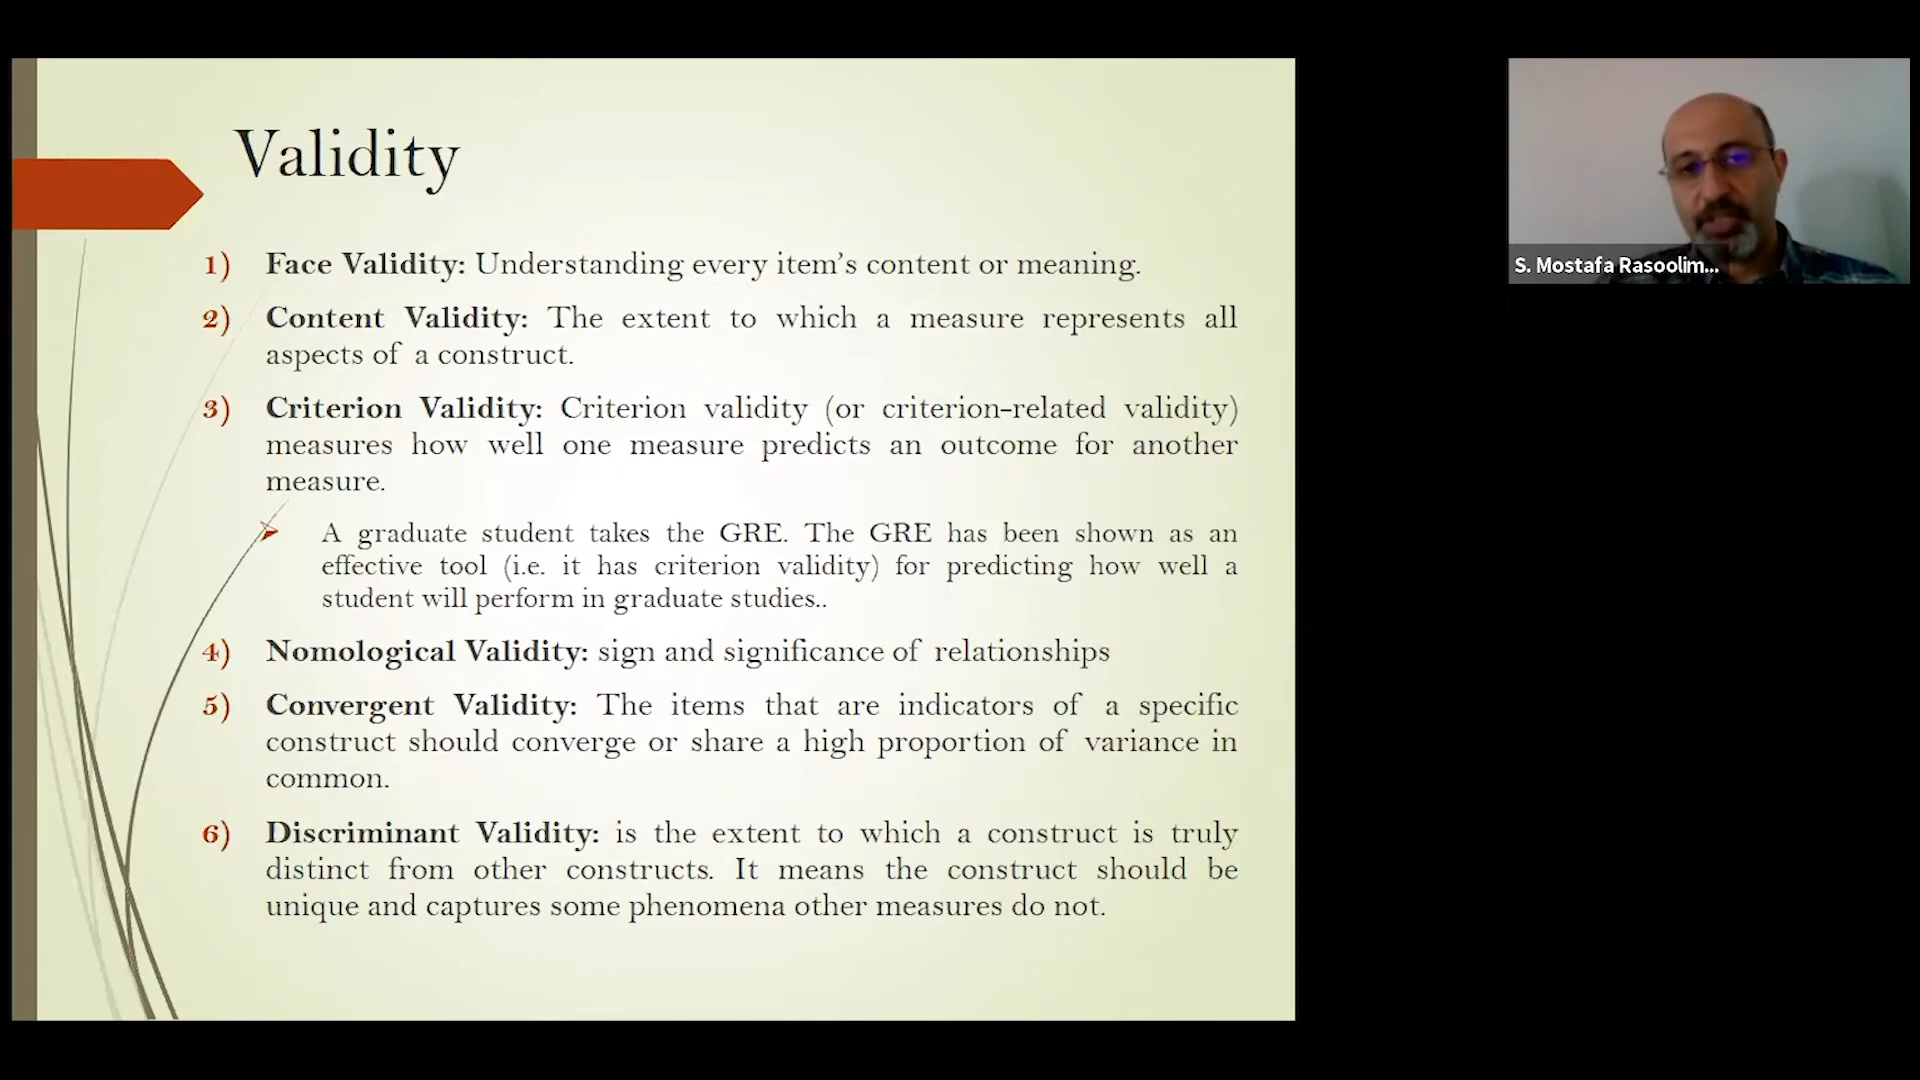 Validity
1) Face Validity: Understanding every item's content or meaning.
2) Content Validity: The extent to which a measure represents all
aspects of a construct.
3) Criterion Validity: Criterion validity (or criterion-related validity)
measures how well one measure predicts an outcome for another
measure.
A graduate student takes the GRE. The GRE has been shown as an
effective tool (i.e. it has criterion validity) for predicting how well a
student will perform in graduate studies..
4) Nomological Validity: sign and significance of relationships
5) Convergent Validity: The items that are indicators of a specific
construct should converge or share a high proportion of variance in
common.
6) Discriminant Validity: is the extent to which a construct is truly
distinct from other constructs. It means the construct should be
unique and captures some phenomena other measures do not.
S. Mostafa Rasoolim...